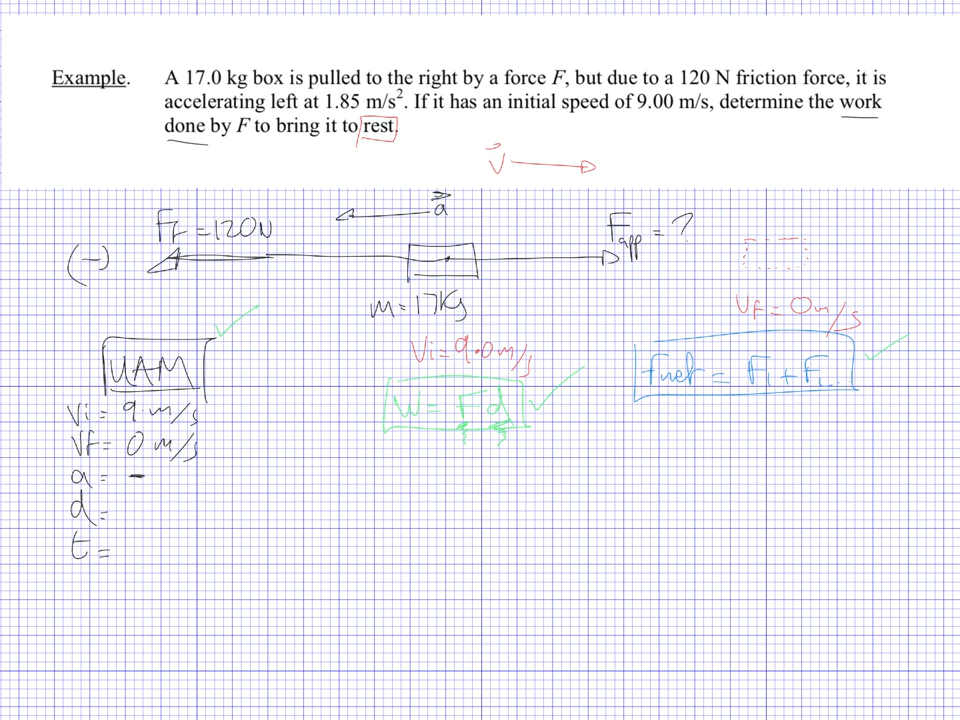 Example. A 17.0 kg box is pulled to the right by a force F, but due to a 120 N friction force, it is
accelerating left at 1.85 m/s². If it has an initial speed of 9.00 m/s, determine the work
done by F to bring it to rest.
V
a
Ff = 120N
Fapp = ?
(-)
m = 17Kg
Vf = 0 m/s
Vi = 9.0 m/s
UAM
Fnet = F1 + F2...
W = Fd
Vi = 9. m/s
Vf = 0 m/s
a = -
d =
t =